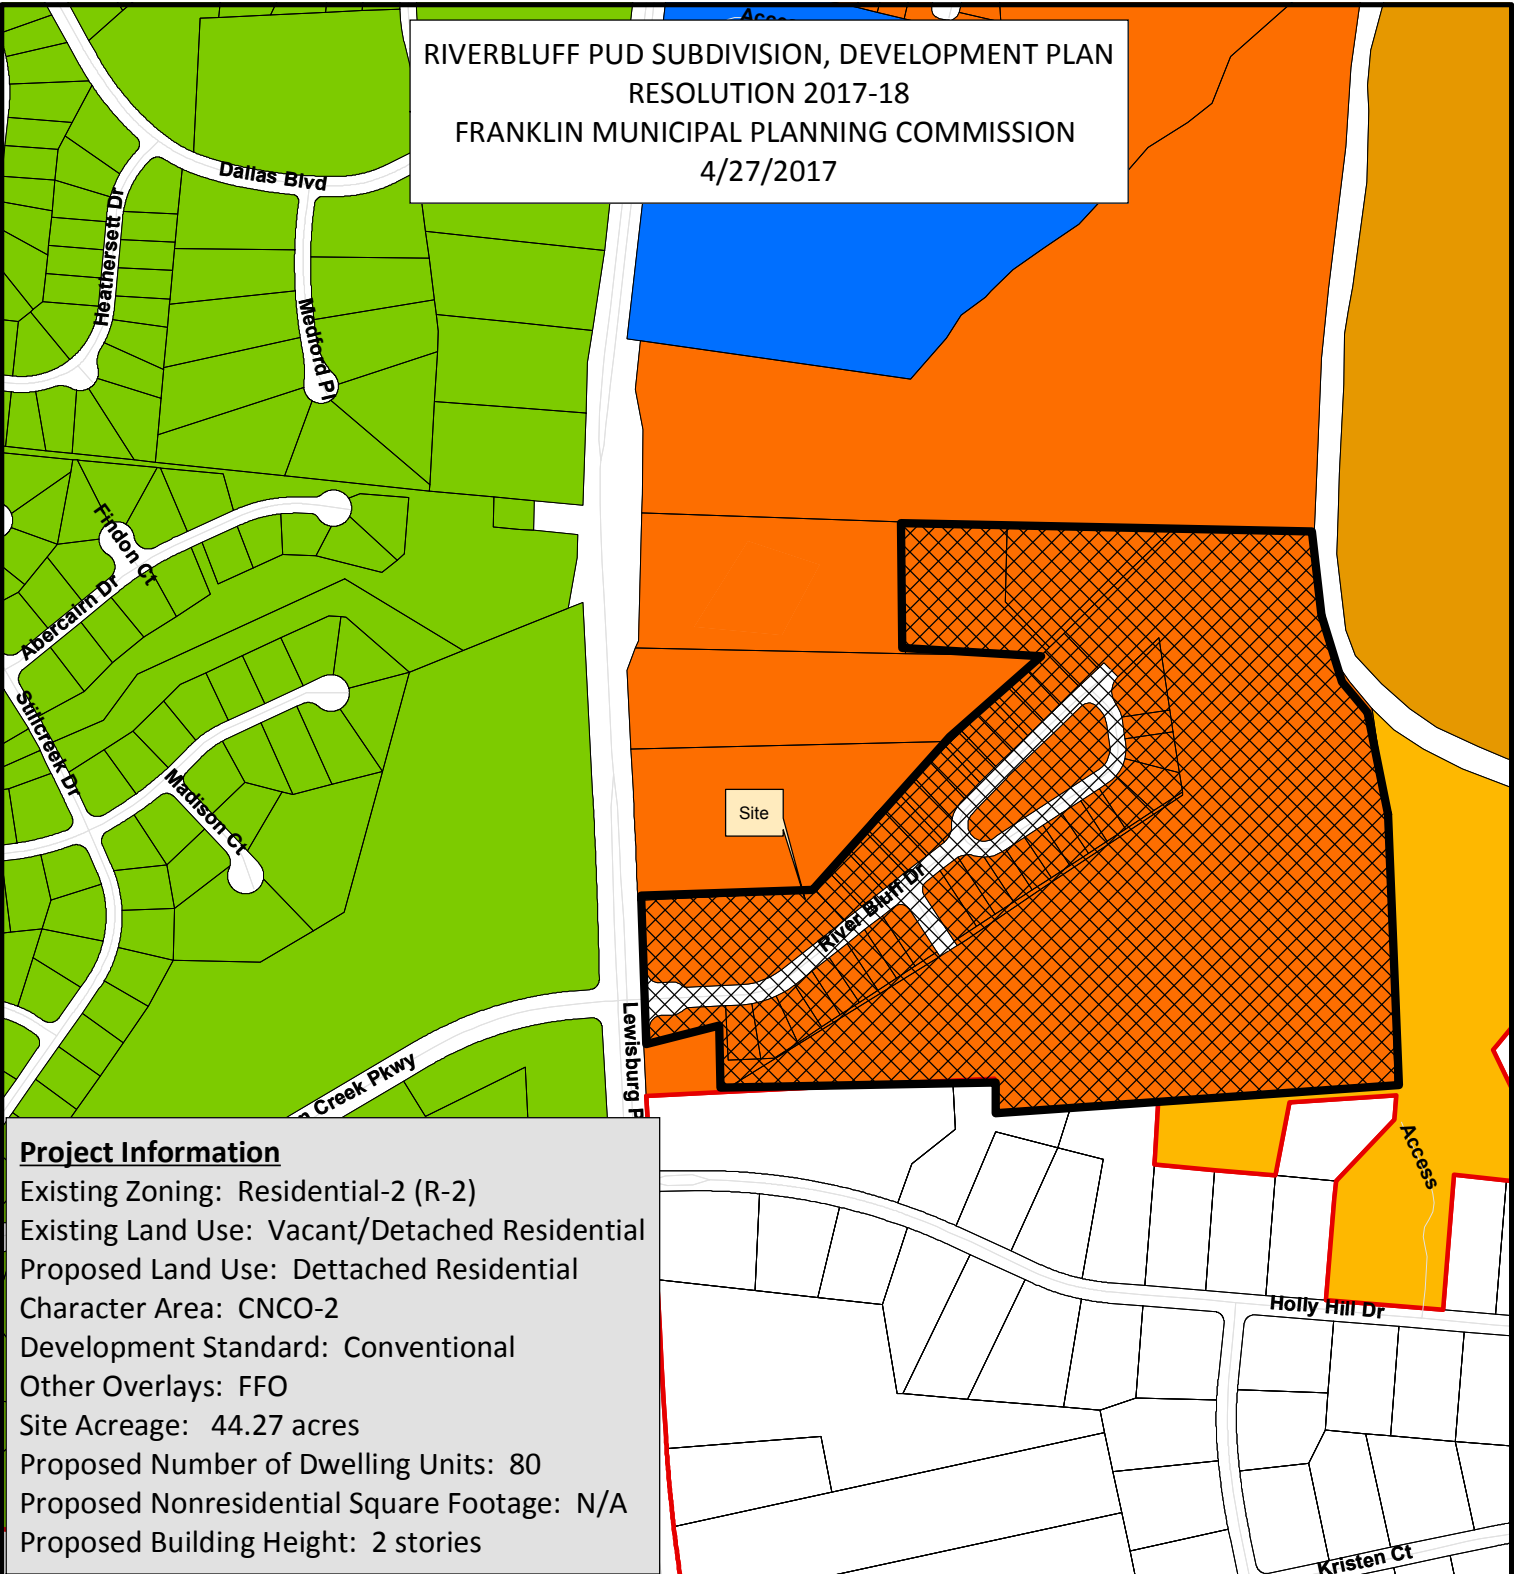 RIVERBLUFF PUD SUBDIVISION, DEVELOPMENT PLAN
RESOLUTION 2017-18
FRANKLIN MUNICIPAL PLANNING COMMISSION
4/27/2017
Dallas Blvd
Heathersett Dr
Medford Pl
Findon Ct
Abercairn Dr
Stillcreek Dr
Madison Ct
Site
River Bluff Dr
Lewisburg P
Creek Pkwy
Access
Holly Hill Dr
Kristen Ct
Project Information
Existing Zoning: Residential-2 (R-2)
Existing Land Use: Vacant/Detached Residential
Proposed Land Use: Dettached Residential
Character Area: CNCO-2
Development Standard: Conventional
Other Overlays: FFO
Site Acreage: 44.27 acres
Proposed Number of Dwelling Units: 80
Proposed Nonresidential Square Footage: N/A
Proposed Building Height: 2 stories